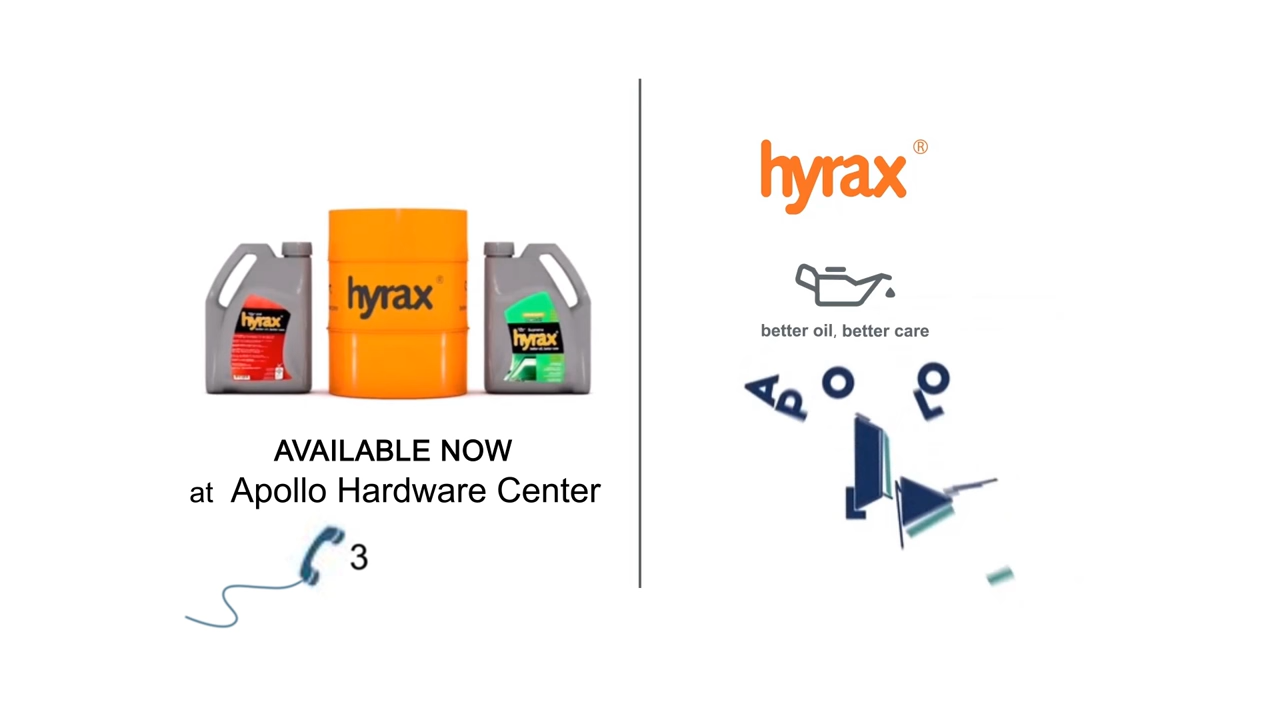 hyrax
hyrax ®
hyrax
AVAILABLE NOW
at Apollo Hardware Center
3
hyrax ®
better oil, better care
A P O L O